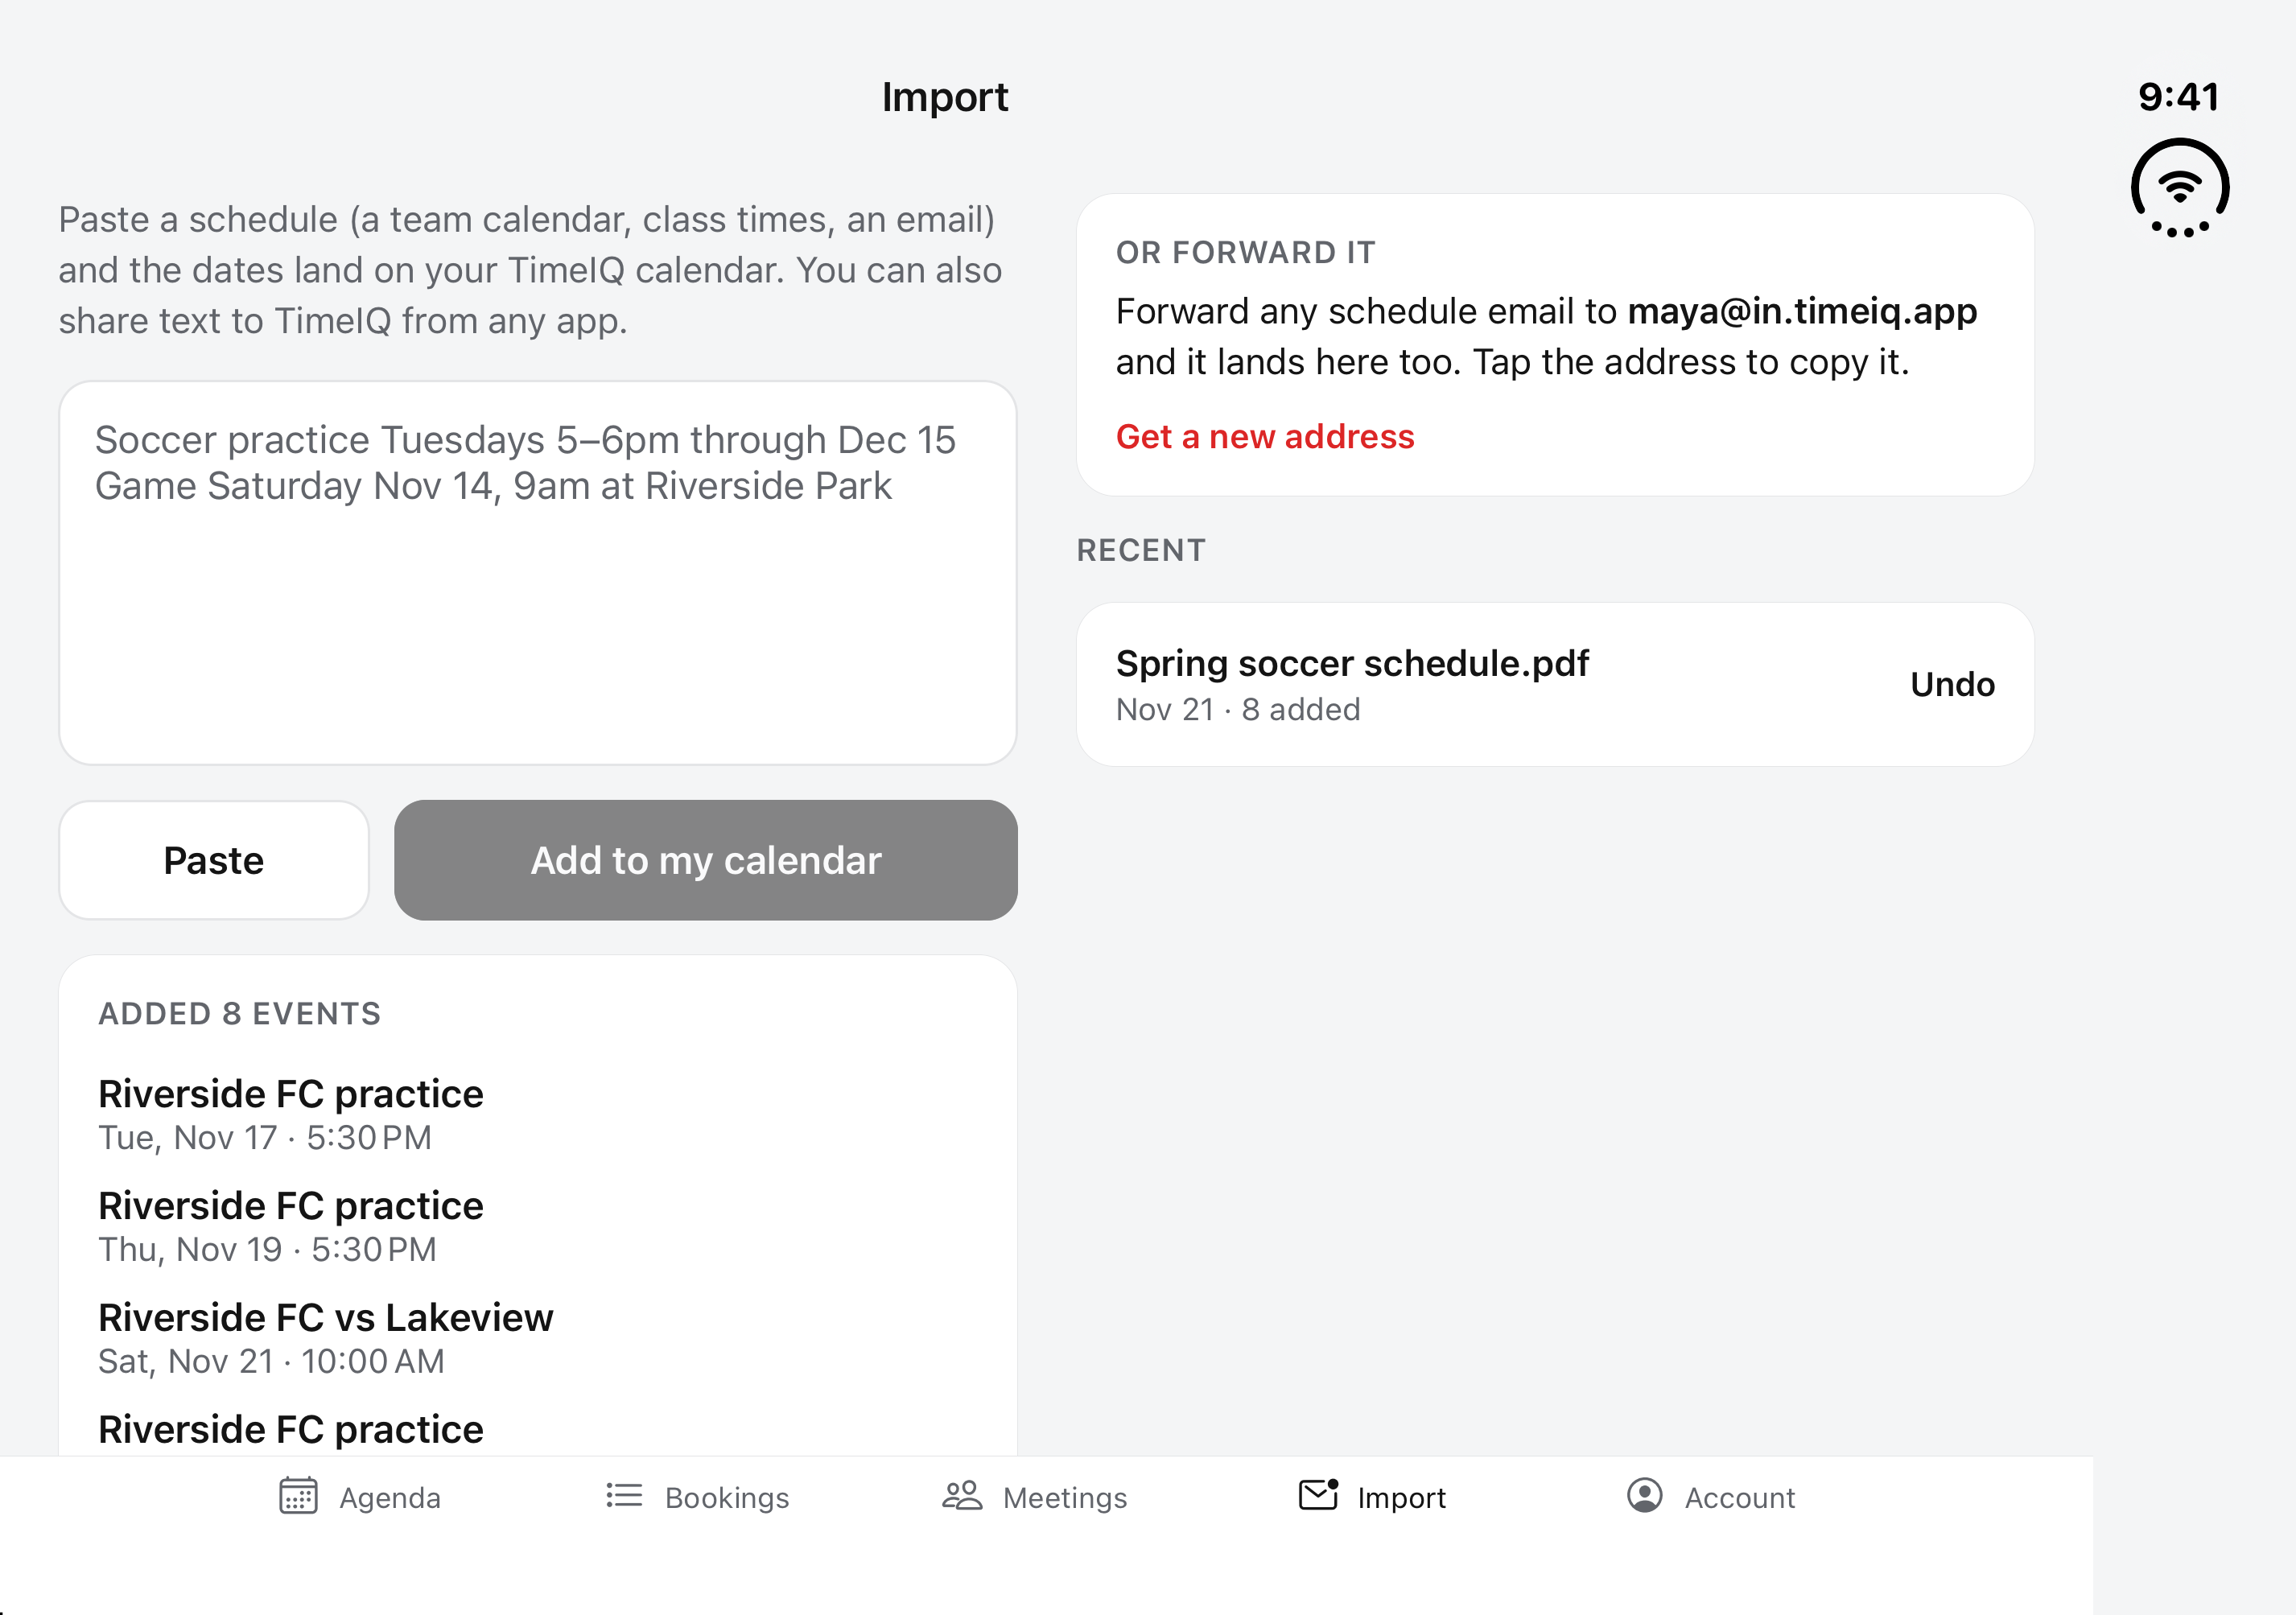 Import
9:41
Paste a schedule (a team calendar, class times, an email)
and the dates land on your TimeIQ calendar. You can also
share text to TimeIQ from any app.
Soccer practice Tuesdays 5–6pm through Dec 15
Game Saturday Nov 14, 9am at Riverside Park
Paste
Add to my calendar
ADDED 8 EVENTS
Riverside FC practice
Tue, Nov 17 · 5:30 PM
Riverside FC practice
Thu, Nov 19 · 5:30 PM
Riverside FC vs Lakeview
Sat, Nov 21 · 10:00 AM
Riverside FC practice
OR FORWARD IT
Forward any schedule email to maya@in.timeiq.app
and it lands here too. Tap the address to copy it.
Get a new address
RECENT
Spring soccer schedule.pdf
Nov 21 · 8 added
Undo
Agenda
Bookings
Meetings
Import
Account